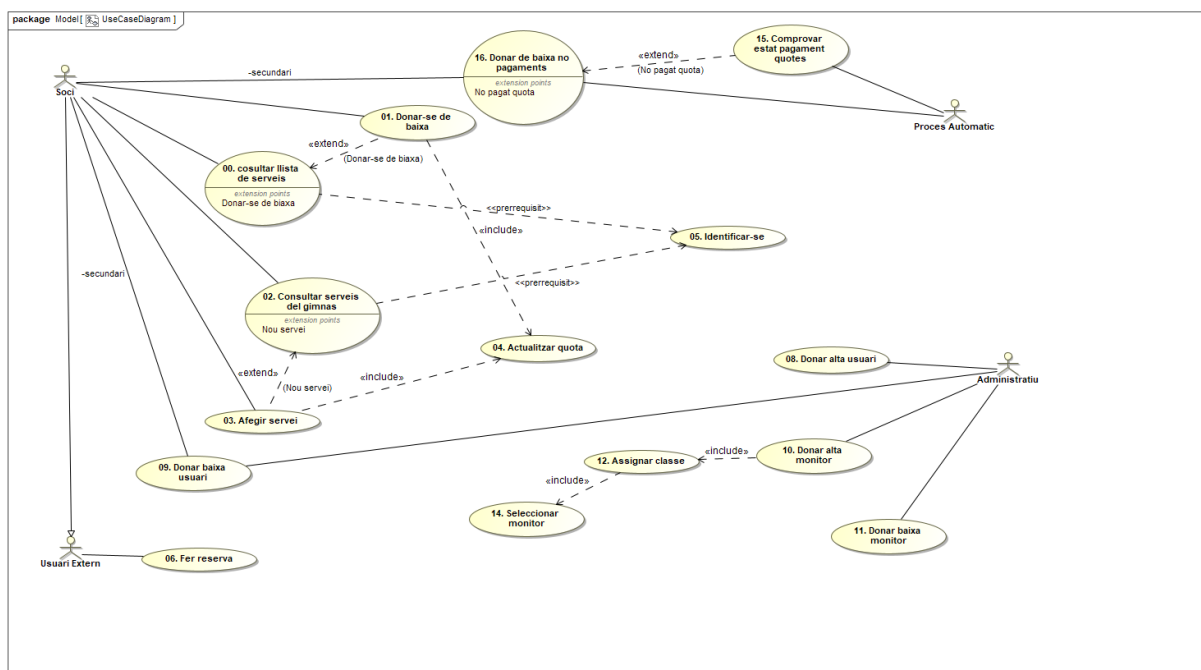 package Model [ UseCaseDiagram ]
15. Comprovar
estat pagament
quotes
16. Donar de baixa no
pagaments
extension points
No pagat quota
«extend»
(No pagat quota)
-secundari
Soci
Proces Automatic
01. Donar-se de
baixa
«extend»
(Donar-se de biaxa)
00. cosultar llista
de serveis
extension points
Donar-se de biaxa
<<prerrequisit>>
«include»
05. Identificar-se
-secundari
<<prerrequisit>>
02. Consultar serveis
del gimnas
extension points
Nou servei
04. Actualitzar quota
08. Donar alta usuari
Administratiu
«extend»
(Nou servei)
«include»
03. Afegir servei
09. Donar baixa
usuari
12. Assignar classe
«include»
10. Donar alta
monitor
«include»
14. Seleccionar
monitor
11. Donar baixa
monitor
Usuari Extern
06. Fer reserva